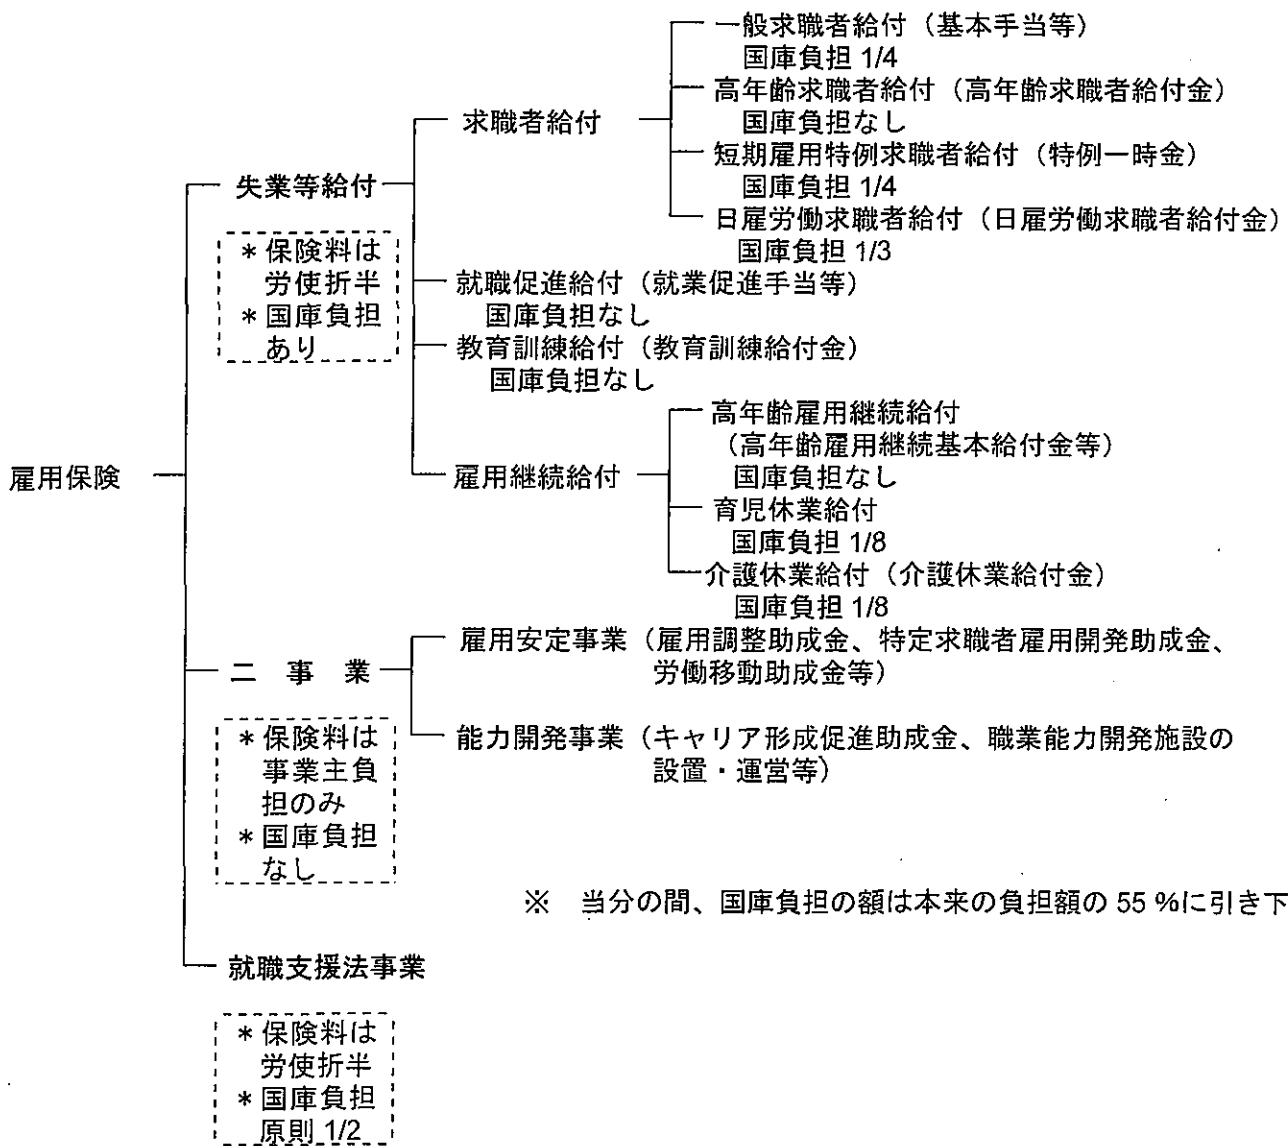 一般求職者給付（基本手当等）
国庫負担 1/4
高年齢求職者給付（高年齢求職者給付金）
国庫負担なし
求職者給付
短期雇用特例求職者給付（特例一時金）
国庫負担 1/4
失業等給付
日雇労働求職者給付（日雇労働求職者給付金）
国庫負担 1/3
＊保険料は
労使折半
＊国庫負担
あり
就職促進給付（就業促進手当等）
国庫負担なし
教育訓練給付（教育訓練給付金）
国庫負担なし
高年齢雇用継続給付
（高年齢雇用継続基本給付金等）
国庫負担なし
雇用保険
雇用継続給付
育児休業給付
国庫負担 1/8
介護休業給付（介護休業給付金）
国庫負担 1/8
二 事 業
雇用安定事業（雇用調整助成金、特定求職者雇用開発助成金、
労働移動助成金等）
＊保険料は
事業主負
担のみ
＊国庫負担
なし
能力開発事業（キャリア形成促進助成金、職業能力開発施設の
設置・運営等）
※ 当分の間、国庫負担の額は本来の負担額の 55 %に引き下
就職支援法事業
＊保険料は
労使折半
＊国庫負担
原則 1/2